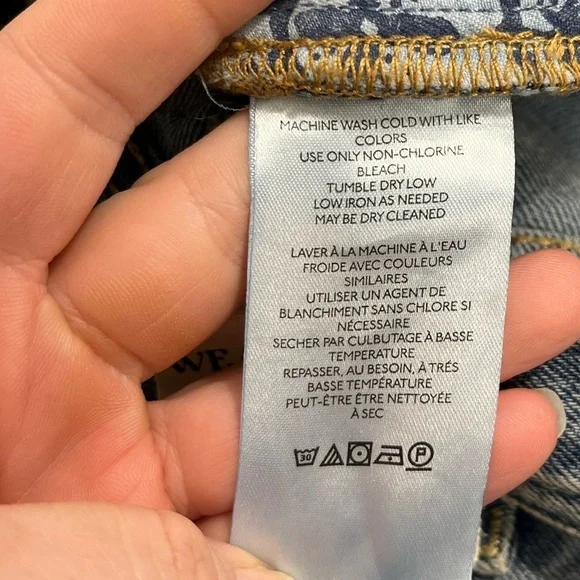 MACHINE WASH COLD WITH LIKE
COLORS
USE ONLY NON-CHLORINE
BLEACH
TUMBLE DRY LOW
LOW IRON AS NEEDED
MAY BE DRY CLEANED
LAVER À LA MACHINE À L'EAU
FROIDE AVEC COULEURS
SIMILAIRES
UTILISER UN AGENT DE
BLANCHIMENT SANS CHLORE SI
NÉCESSAIRE
SECHER PAR CULBUTAGE À BASSE
TEMPERATURE
REPASSER, AU BESOIN, À TRÉS
BASSE TEMPÉRATURE
PEUT-ÊTRE ÊTRE NETTOYÉE
À SEC
30 P